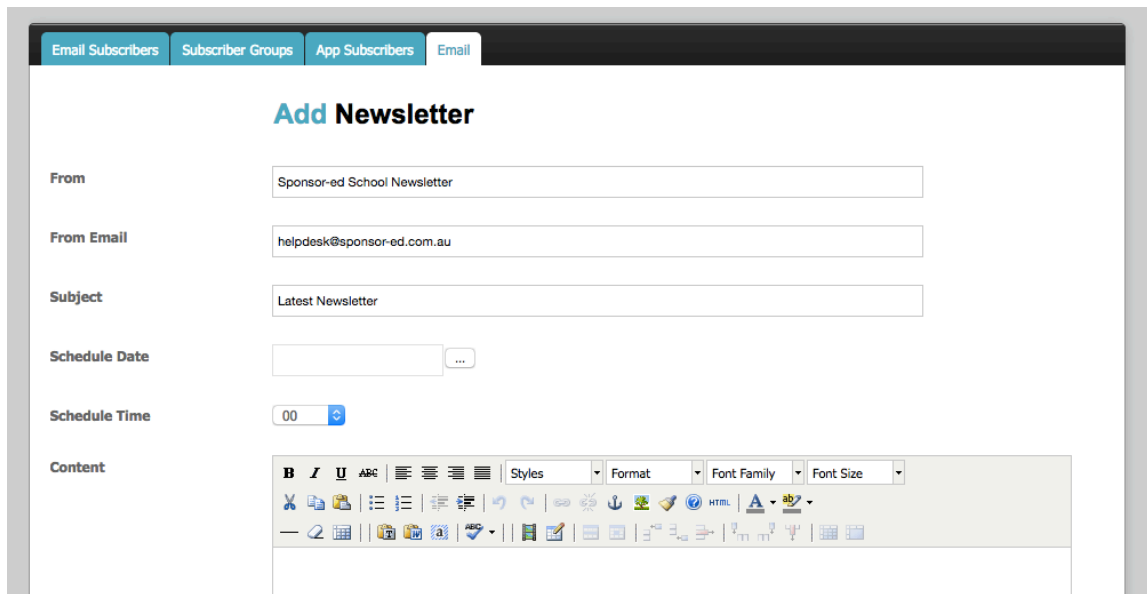 Email Subscribers Subscriber Groups App Subscribers Email
Add Newsletter
From Sponsor-ed School Newsletter
From Email helpdesk@sponsor-ed.com.au
Subject Latest Newsletter
Schedule Date ...
Schedule Time 00
Content
B I U ABC Styles Format Font Family Font Size
HTML A ab
T W a ABC